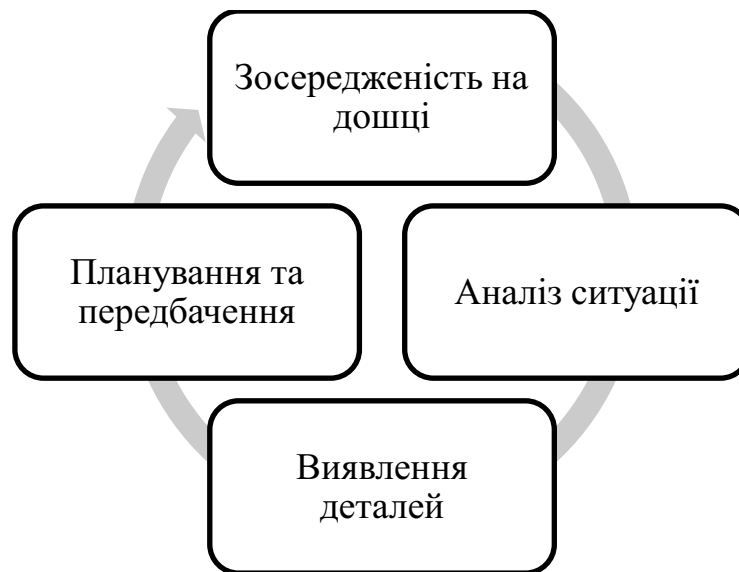 Зосередженість на
дошці
Аналіз ситуації
Виявлення
деталей
Планування та
передбачення